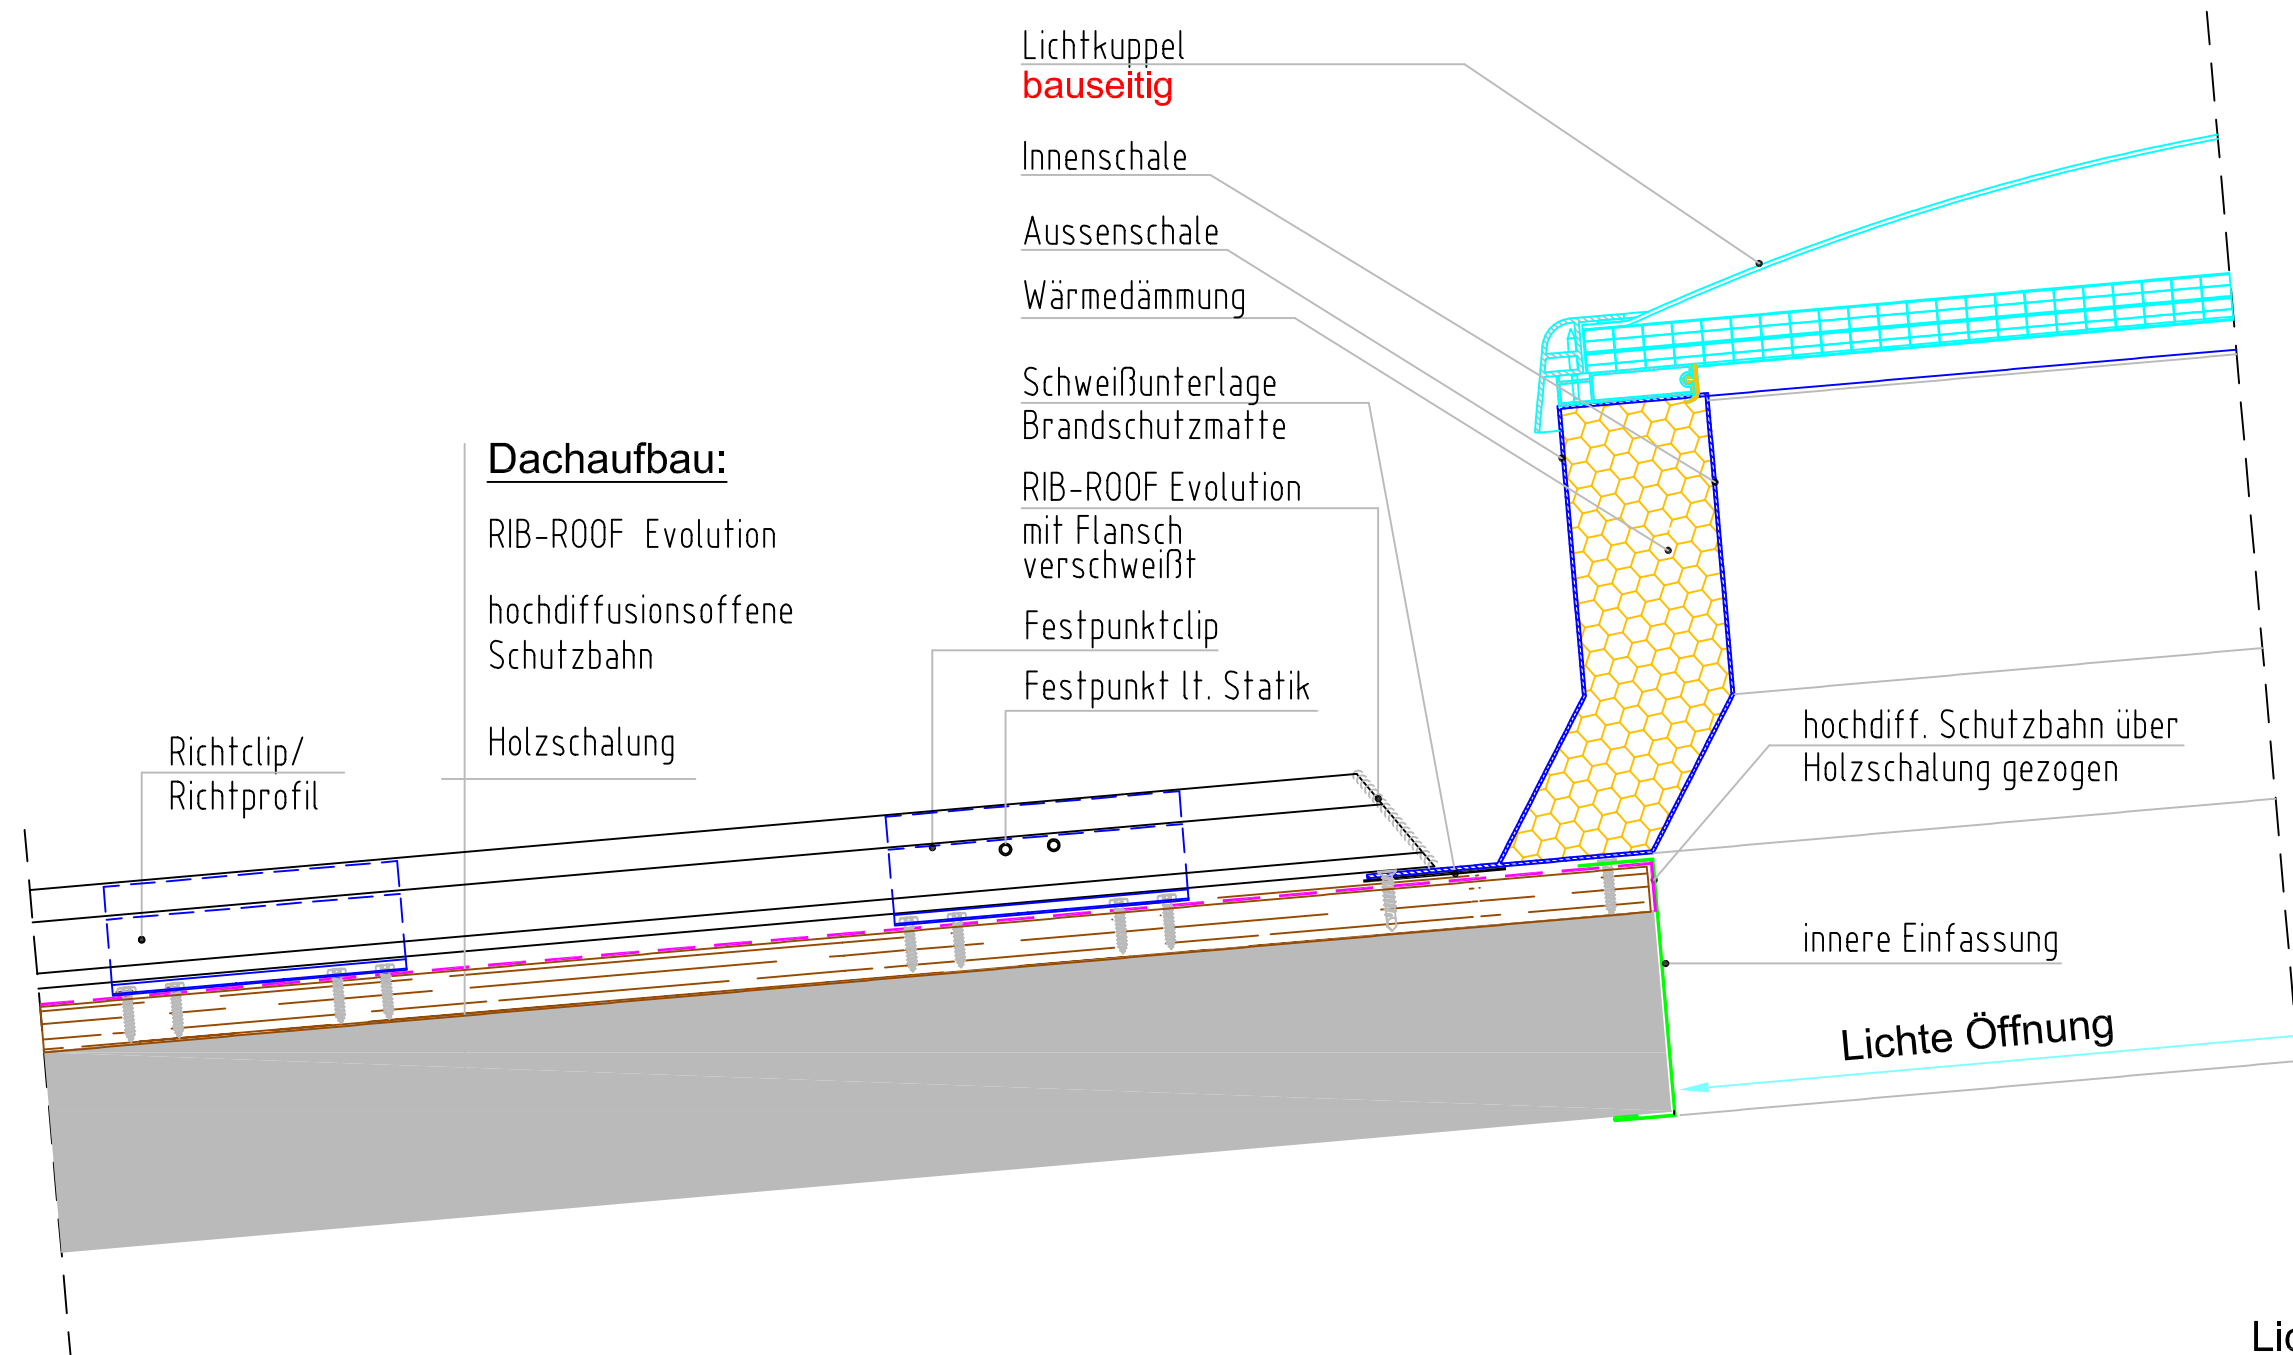 Lichtkuppel
bauseitig
Innenschale
Aussenschale
Wärmedämmung
Schweißunterlage
Brandschutzmatte
RIB-ROOF Evolution
mit Flansch
verschweißt
Festpunktclip
Festpunkt lt. Statik
Dachaufbau:
RIB-ROOF Evolution
hochdiffusionsoffene
Schutzbahn
Holzschalung
Richtclip/
Richtprofil
hochdiff. Schutzbahn über
Holzschalung gezogen
innere Einfassung
Lichte Öffnung